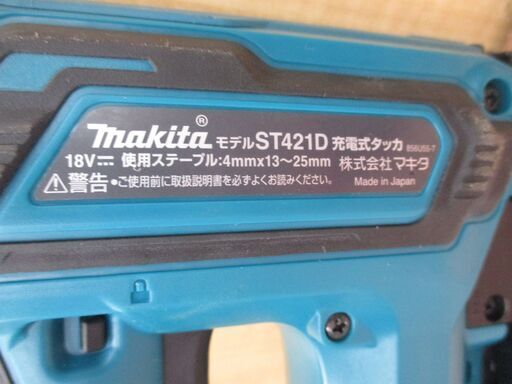 makita® モデルST421D 充電式タッカ 856U55-7
18V⎓ 使用ステープル:4mmx13〜25mm 株式会社 マキタ
⚠警告・ご使用前に取扱説明書を必ずよくお読みください。 Made in Japan